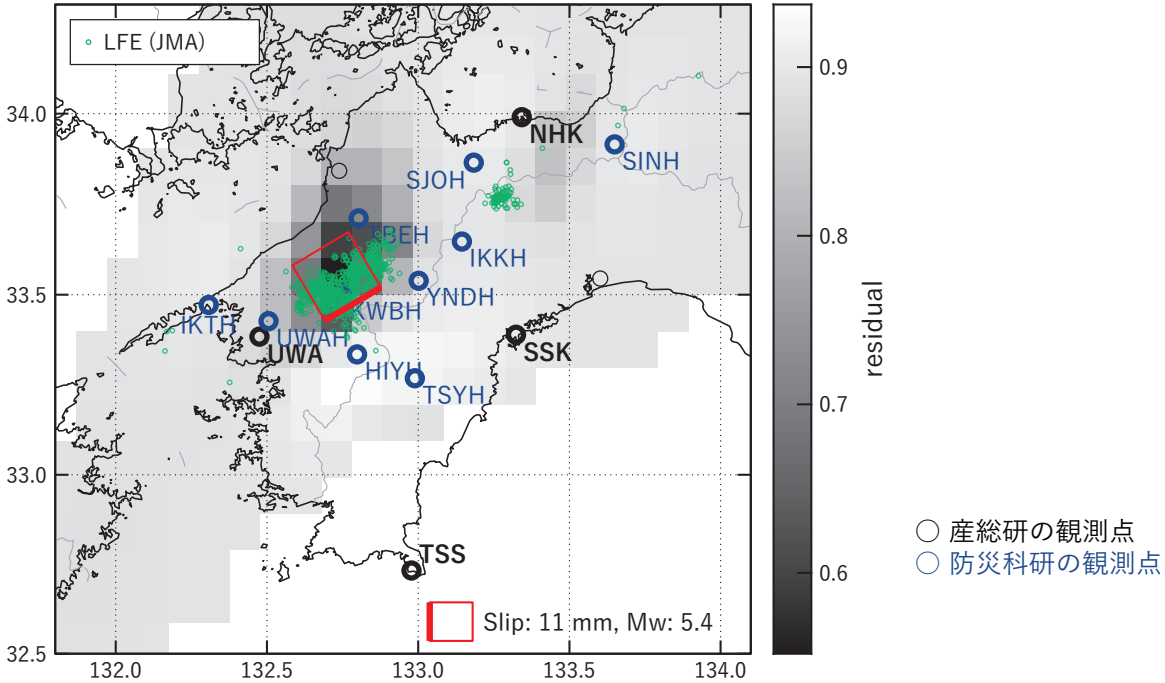 LFE (JMA)
34.0
33.5
33.0
32.5
132.0
132.5
133.0
133.5
134.0
NHK
SINH
SJOH
TBEH
IKKH
YNDH
KWBH
IKTH
UWAH
UWA
SSK
HIYH
TSYH
TSS
Slip: 11 mm, Mw: 5.4
0.9
0.8
0.7
0.6
residual
産総研の観測点
防災科研の観測点